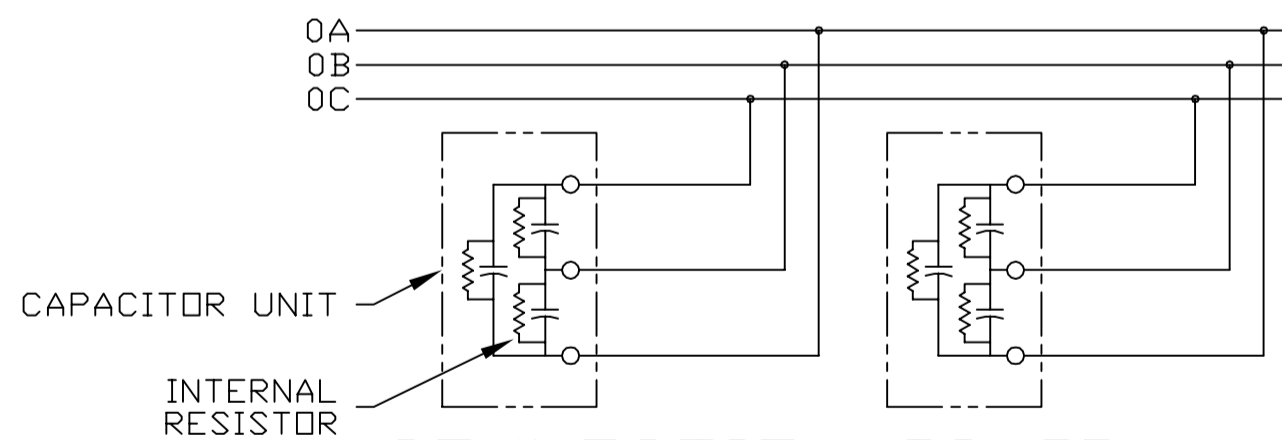 0A
0B
0C
CAPACITOR UNIT
INTERNAL
RESISTOR